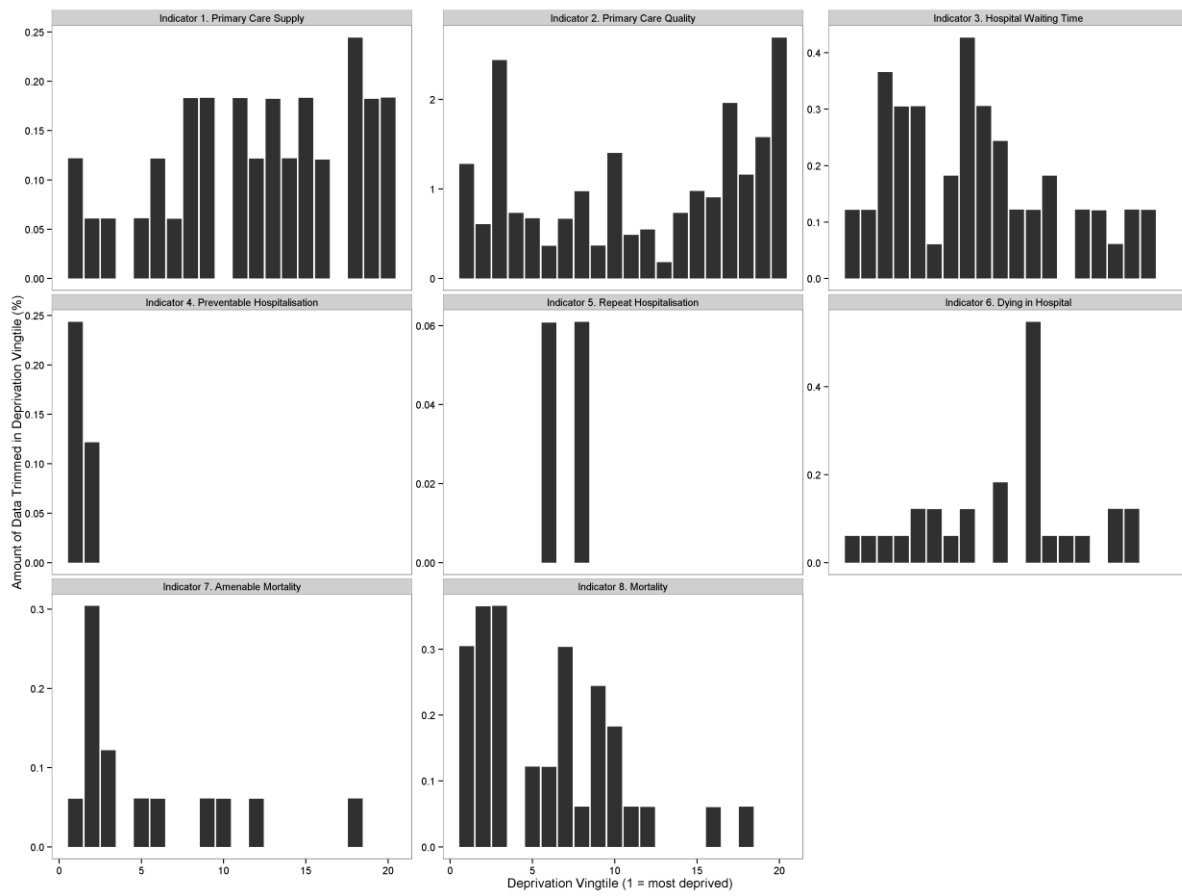 Indicator 1. Primary Care Supply
Indicator 2. Primary Care Quality
Indicator 3. Hospital Waiting Time
0.25
0.20
0.15
0.10
0.05
0.00
2
1
0
0.4
0.3
0.2
0.1
0.0
Amount of Data Trimmed in Deprivation Vingtile (%)
Indicator 4. Preventable Hospitalisation
Indicator 5. Repeat Hospitalisation
Indicator 6. Dying in Hospital
0.25
0.20
0.15
0.10
0.05
0.00
0.06
0.04
0.02
0.00
0.4
0.2
0.0
Indicator 7. Amenable Mortality
Indicator 8. Mortality
0.3
0.2
0.1
0.0
0.3
0.2
0.1
0.0
0 5 10 15 20
0 5 10 15 20
Deprivation Vingtile (1 = most deprived)